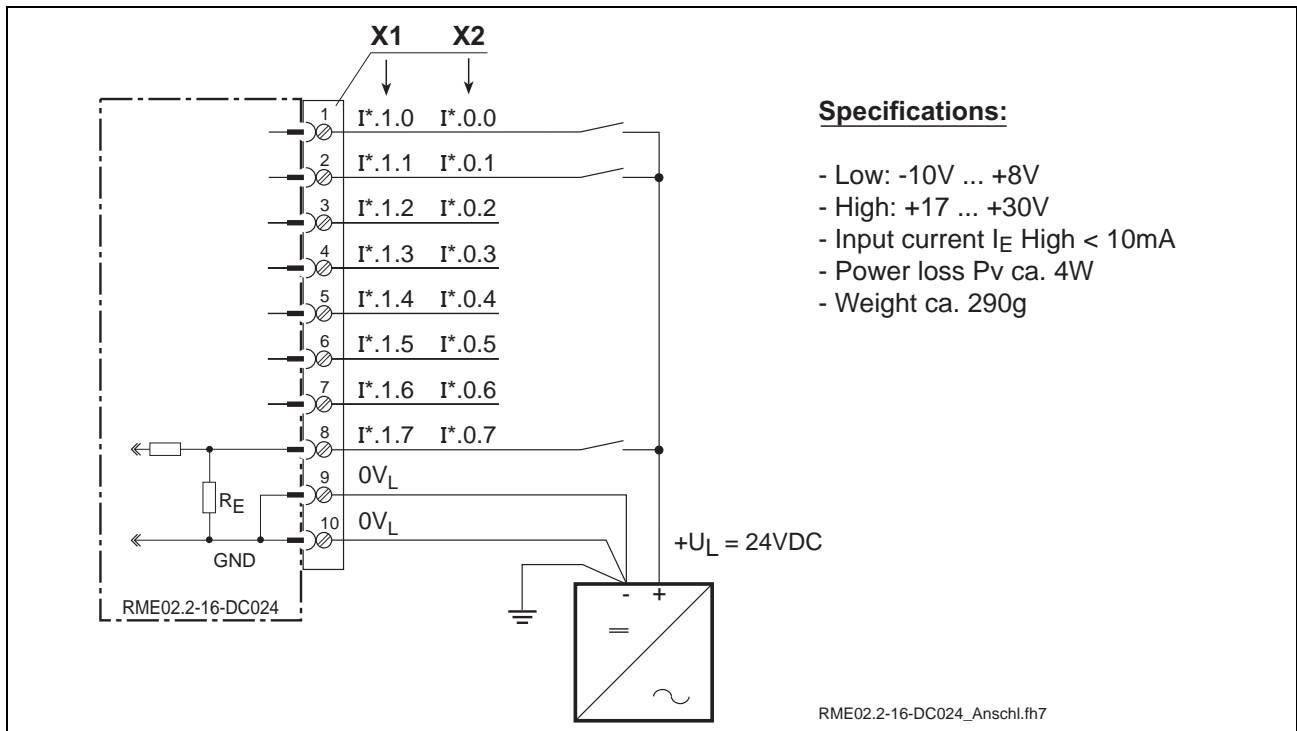 X1 X2
1 I*.1.0 I*.0.0
2 I*.1.1 I*.0.1
3 I*.1.2 I*.0.2
4 I*.1.3 I*.0.3
5 I*.1.4 I*.0.4
6 I*.1.5 I*.0.5
7 I*.1.6 I*.0.6
8 I*.1.7 I*.0.7
9 0VL
RE
10 0VL
GND
+UL = 24VDC
RME02.2-16-DC024
- +
Specifications:
- Low: -10V ... +8V
- High: +17 ... +30V
- Input current IE High < 10mA
- Power loss Pv ca. 4W
- Weight ca. 290g
RME02.2-16-DC024_Anschl.fh7